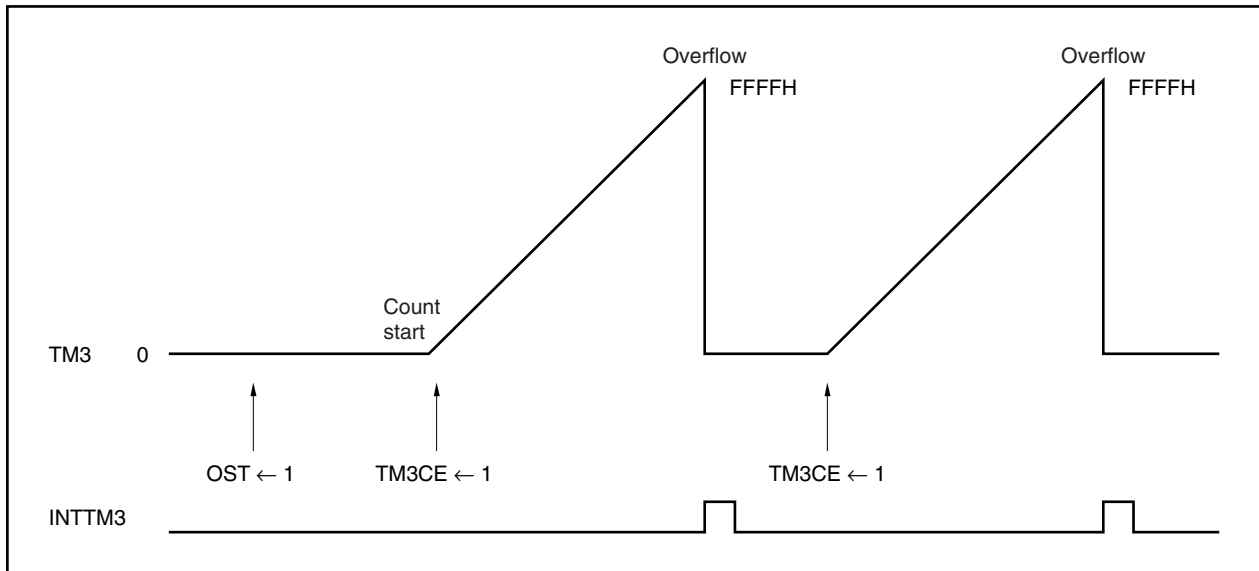 Overflow
Overflow
FFFFH
FFFFH
Count
start
TM3
0
OST ← 1
TM3CE ← 1
TM3CE ← 1
INTTM3